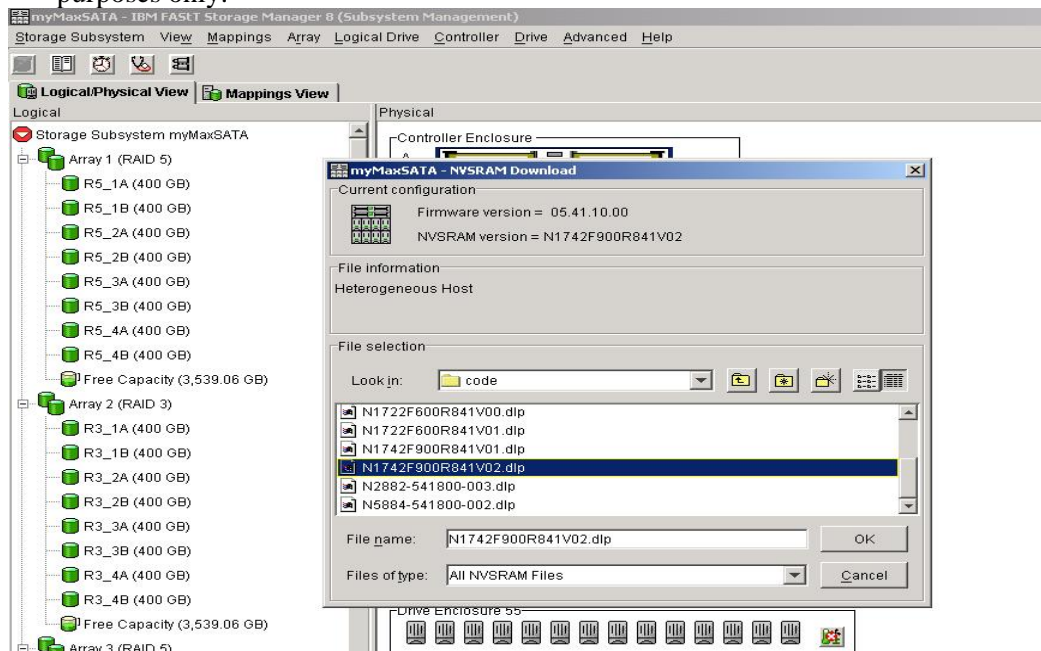 purposes only.
myMaxSATA - IBM FAStT Storage Manager 8 (Subsystem Management)
Storage Subsystem View Mappings Array Logical Drive Controller Drive Advanced Help
Logical/Physical View Mappings View
Logical
Storage Subsystem myMaxSATA
Array 1 (RAID 5)
R5_1A (400 GB)
R5_1B (400 GB)
R5_2A (400 GB)
R5_2B (400 GB)
R5_3A (400 GB)
R5_3B (400 GB)
R5_4A (400 GB)
R5_4B (400 GB)
Free Capacity (3,539.06 GB)
Array 2 (RAID 3)
R3_1A (400 GB)
R3_1B (400 GB)
R3_2A (400 GB)
R3_2B (400 GB)
R3_3A (400 GB)
R3_3B (400 GB)
R3_4A (400 GB)
R3_4B (400 GB)
Free Capacity (3,539.06 GB)
Array 3 (RAID 5)
Physical
Controller Enclosure
A
myMaxSATA - NVSRAM Download
Current configuration
Firmware version = 05.41.10.00
NVSRAM version = N1742F900R841V02
File information
Heterogeneous Host
File selection
Look in: code
N1722F600R841V00.dlp
N1722F600R841V01.dlp
N1742F900R841V01.dlp
N1742F900R841V02.dlp
N2882-541800-003.dlp
N5884-541800-002.dlp
File name: N1742F900R841V02.dlp OK
Files of type: All NVSRAM Files Cancel
Drive Enclosure 55